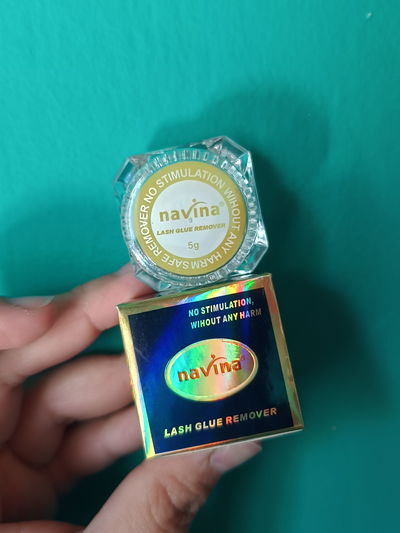 NO STIMULATION WIHOUT ANY HARM SAFE REMOVER
navina®
LASH GLUE REMOVER
5g
NO STIMULATION,
WIHOUT ANY HARM
navina®
LASH GLUE REMOVER